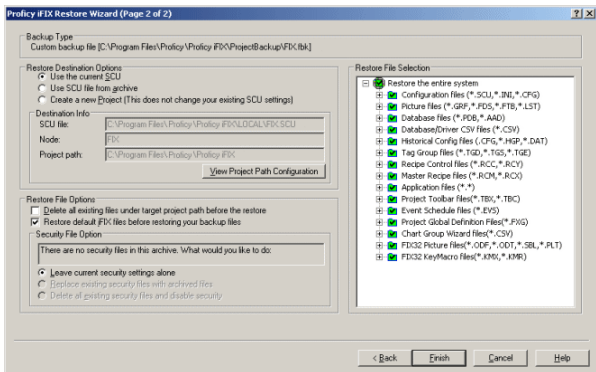 Proficy iFIX Restore Wizard (Page 2 of 2)
Backup Type
Custom backup file [C:\Program Files\Proficy\Proficy iFIX\ProjectBackup\FIX.fbk]
Restore Destination Options
Use the current SCU
Use SCU file from archive
Create a new Project (This does not change your existing SCU settings)
Destination Info
SCU file:
C:\Program Files\Proficy\Proficy iFIX\LOCAL\FIX.SCU
Node:
FIX
Project path:
C:\Program Files\Proficy\Proficy iFIX
View Project Path Configuration
Restore File Options
Delete all existing files under target project path before the restore
Restore default iFIX files before restoring your backup files
Security File Option
There are no security files in this archive. What would you like to do:
Leave current security settings alone
Replace existing security files with archived files
Delete all existing security files and disable security
Restore File Selection
Restore the entire system
Configuration files (*.SCU,*.INI,*.CFG)
Picture files (*.GRF,*.FDS,*.FTB,*.LST)
Database files (*.PDB,*.AAD)
Database/Driver CSV files (*.CSV)
Historical Config files (.CFG,*.HGP,*.DAT)
Tag Group files (*.TGD,*.TGS,*.TGE)
Recipe Control files (*.RCC,*.RCY)
Master Recipe files (*.RCM,*.RCX)
Application files (*.*)
Project Toolbar files(*.TBX,*.TBC)
Event Schedule files (*.EVS)
Project Global Definition Files(*.FXG)
Chart Group Wizard files(*.CSV)
FIX32 Picture files(*.ODF,*.ODT,*.SBL,*.PLT)
FIX32 KeyMacro files(*.KMX,*.KMR)
< Back
Finish
Cancel
Help